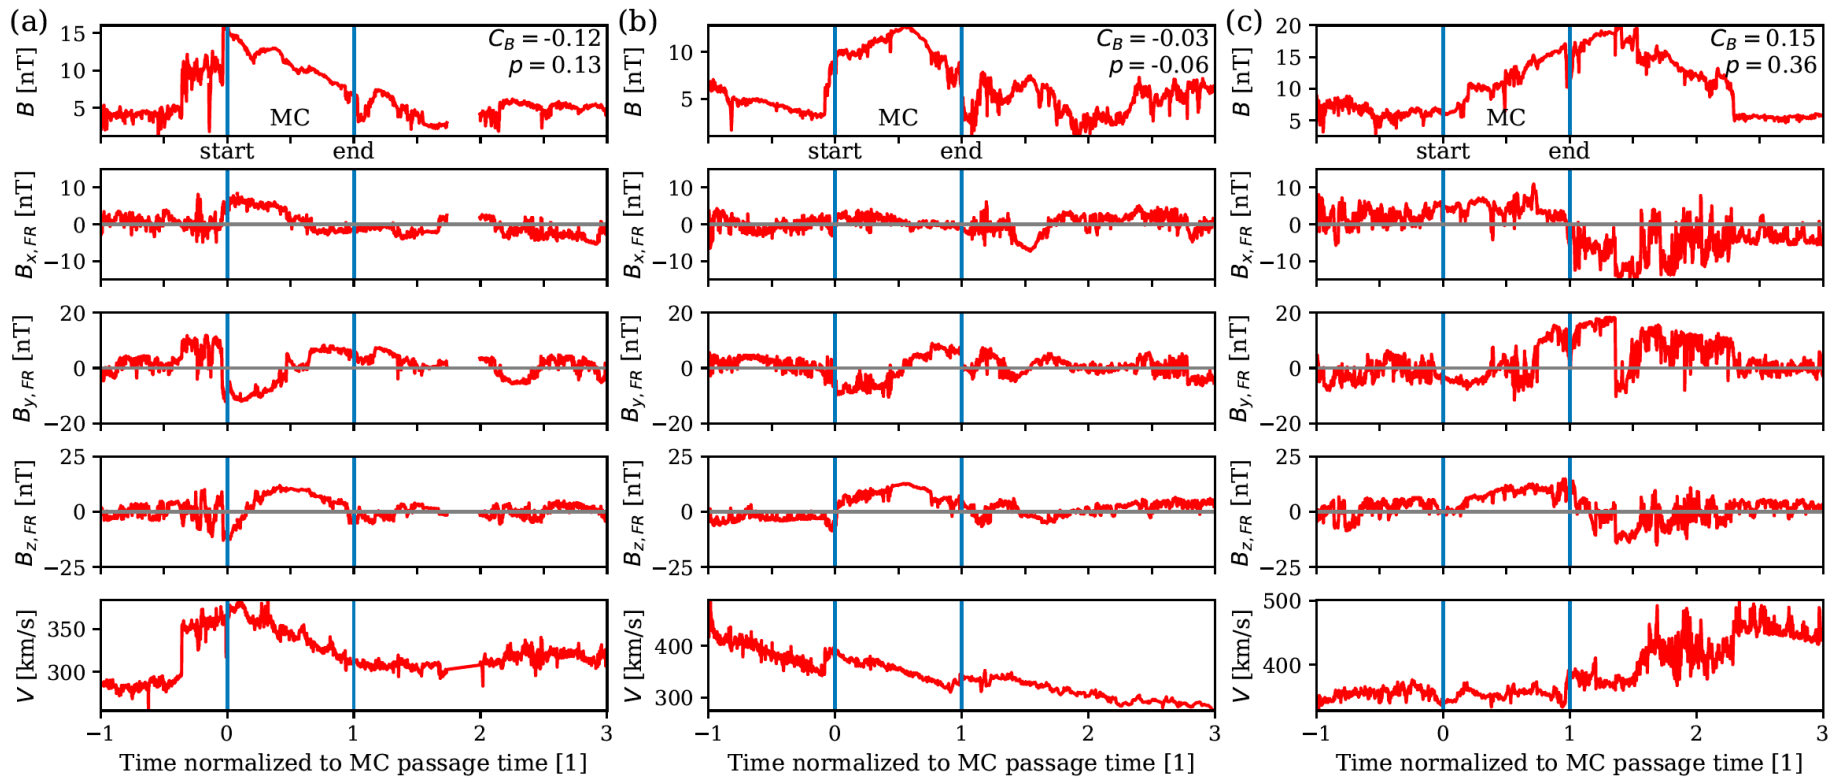 (a)
B [nT]
15
10
5
C_B = -0.12
p = 0.13
MC
start
end
B_x,FR [nT]
10
0
−10
B_y,FR [nT]
20
0
−20
B_z,FR [nT]
25
0
−25
V [km/s]
350
300
−1 0 1 2 3
Time normalized to MC passage time [1]
(b)
B [nT]
10
5
C_B = -0.03
p = -0.06
MC
start
end
B_x,FR [nT]
10
0
−10
B_y,FR [nT]
20
0
−20
B_z,FR [nT]
25
0
−25
V [km/s]
400
300
−1 0 1 2 3
Time normalized to MC passage time [1]
(c)
B [nT]
20
15
10
5
C_B = 0.15
p = 0.36
MC
start
end
B_x,FR [nT]
10
0
−10
B_y,FR [nT]
20
0
−20
B_z,FR [nT]
25
0
−25
V [km/s]
500
400
−1 0 1 2 3
Time normalized to MC passage time [1]